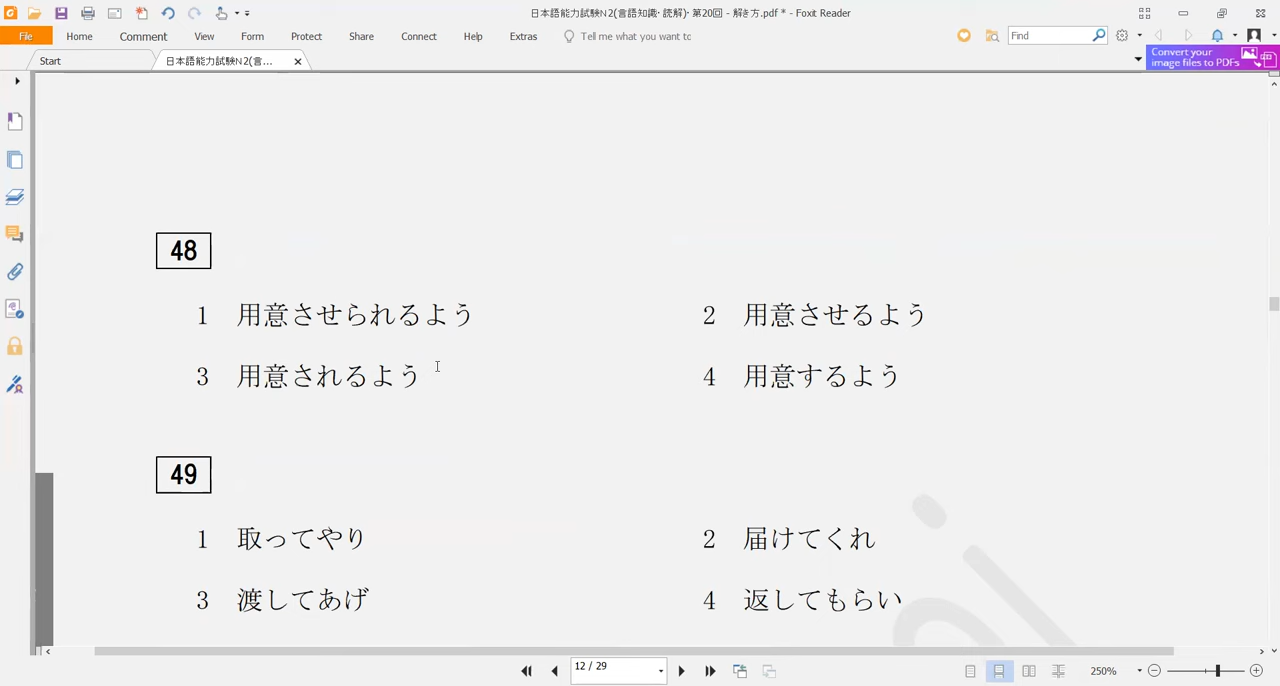 日本語能力試験N2(言語知識· 読解)· 第20回 - 解き方.pdf * - Foxit Reader
File Home Comment View Form Protect Share Connect Help Extras Tell me what you want to Find
Start 日本語能力試験N2(言... Convert your image files to PDFs
48
1 用意させられるよう 2 用意させるよう
3 用意されるよう 4 用意するよう
49
1 取ってやり 2 届けてくれ
3 渡してあげ 4 返してもらい
12 / 29 250%